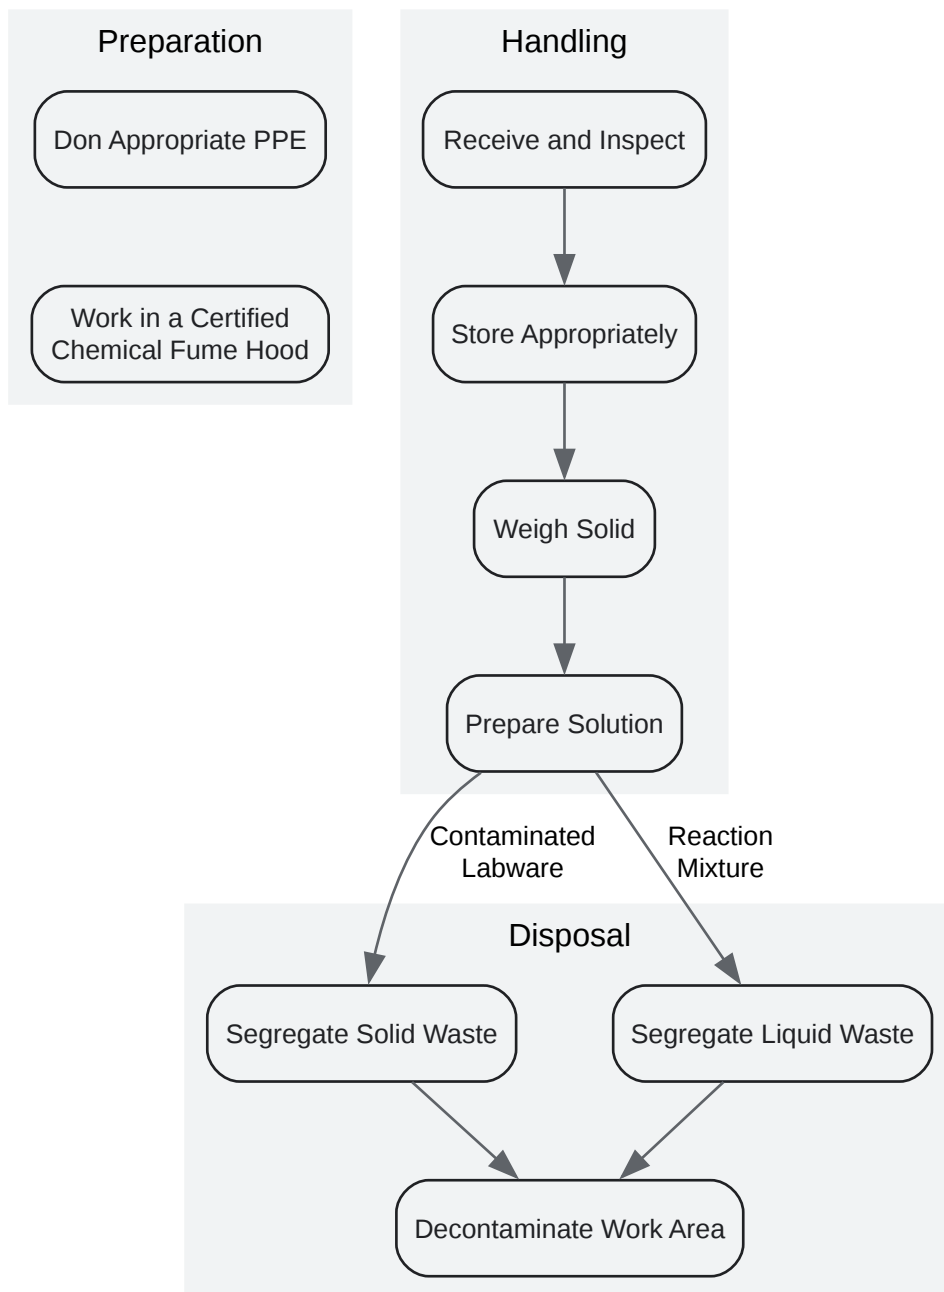 Preparation
Don Appropriate PPE
Work in a Certified
Chemical Fume Hood
Handling
Receive and Inspect
Store Appropriately
Weigh Solid
Prepare Solution
Contaminated
Labware
Reaction
Mixture
Disposal
Segregate Solid Waste
Segregate Liquid Waste
Decontaminate Work Area